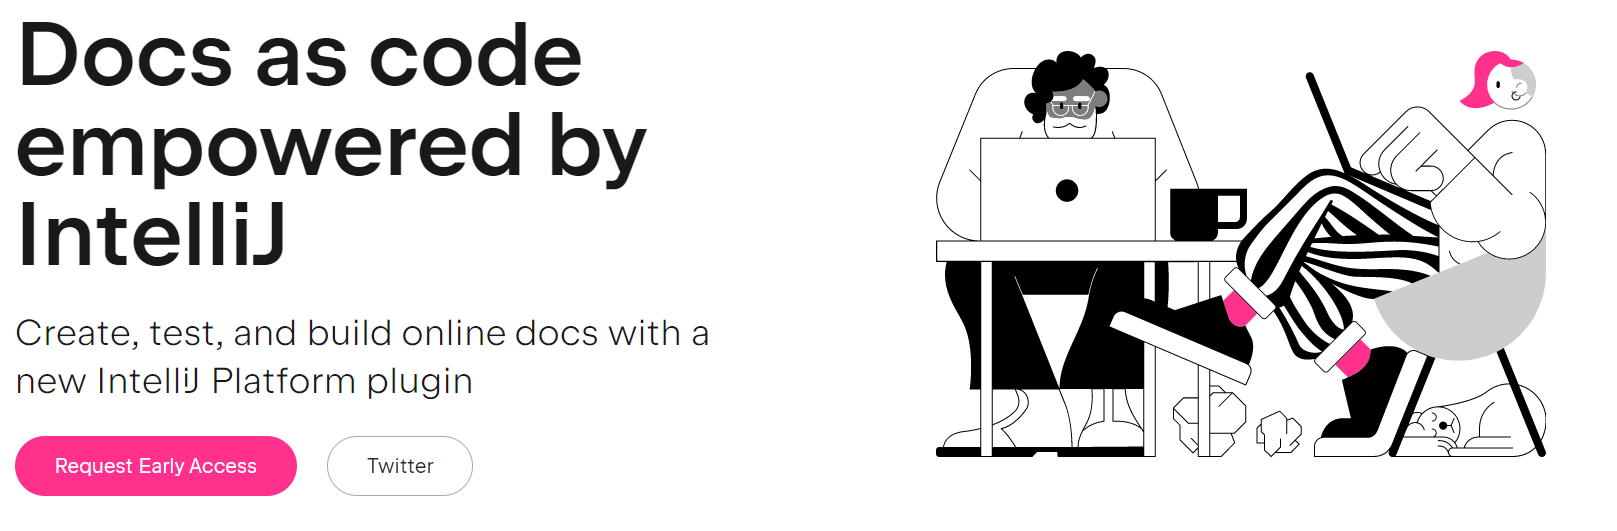 Docs as code
empowered by
IntelliJ
Create, test, and build online docs with a
new IntelliJ Platform plugin
Request Early Access
Twitter